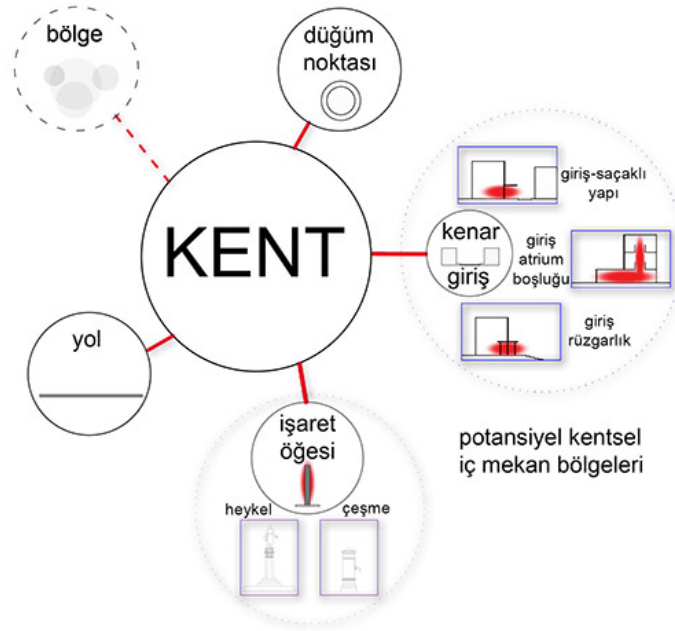 bölge
düğüm
noktası
KENT
giriş-saçaklı
yapı
kenar
giriş
giriş
atrium
boşluğu
giriş
rüzgarlık
yol
işaret
öğesi
heykel
çeşme
potansiyel kentsel
iç mekan bölgeleri